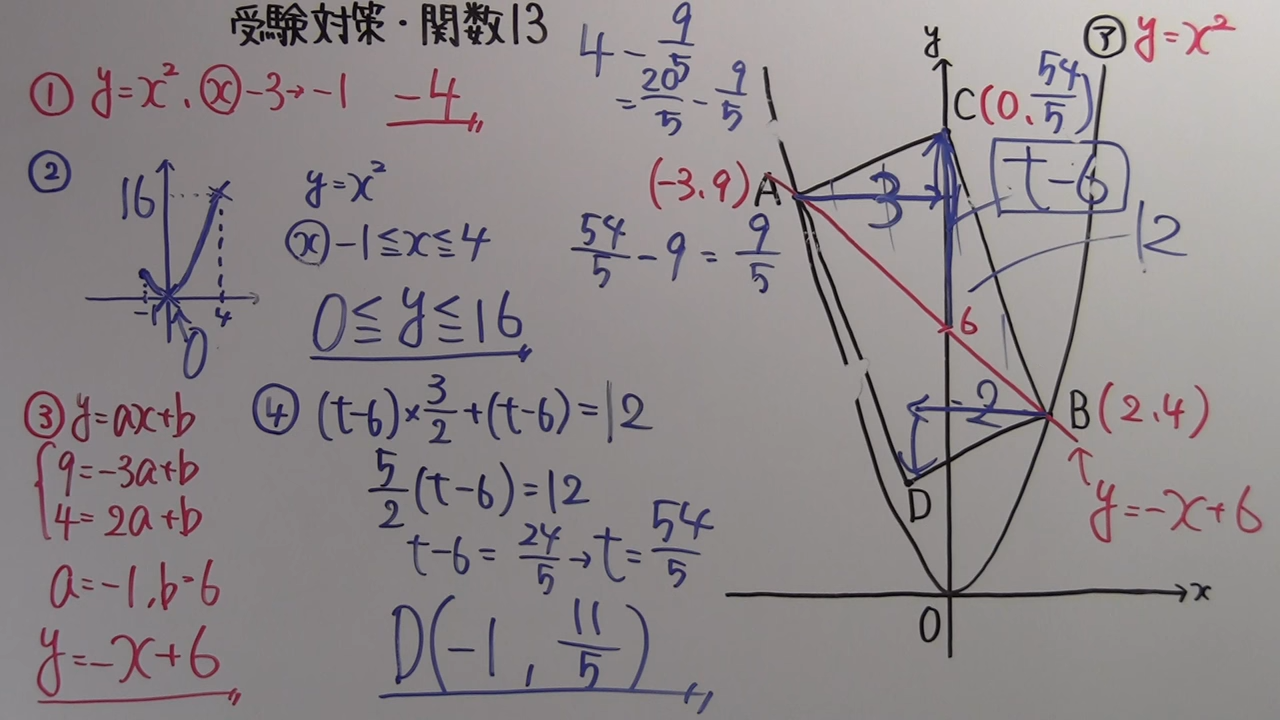 受験対策・関数13
① y=x²、ⓧ-3→-1 -4
②
16
-1 4
0
y=x²
ⓧ -1≦x≦4
0≦y≦16
③ y=ax+b
9=-3a+b
4=2a+b
a=-1, b=6
y=-x+6
④ (t-6)×3/2+(t-6)=12
5/2(t-6)=12
t-6=24/5→t=54/5
D(-1, 11/5)
4-9/5
=20/5-9/5
54/5-9=9/5
⑦ y=x²
y
C(0, 54/5)
t-6
(-3.9) A
3
12
6
2
B(2.4)
D
y=-x+6
x
O